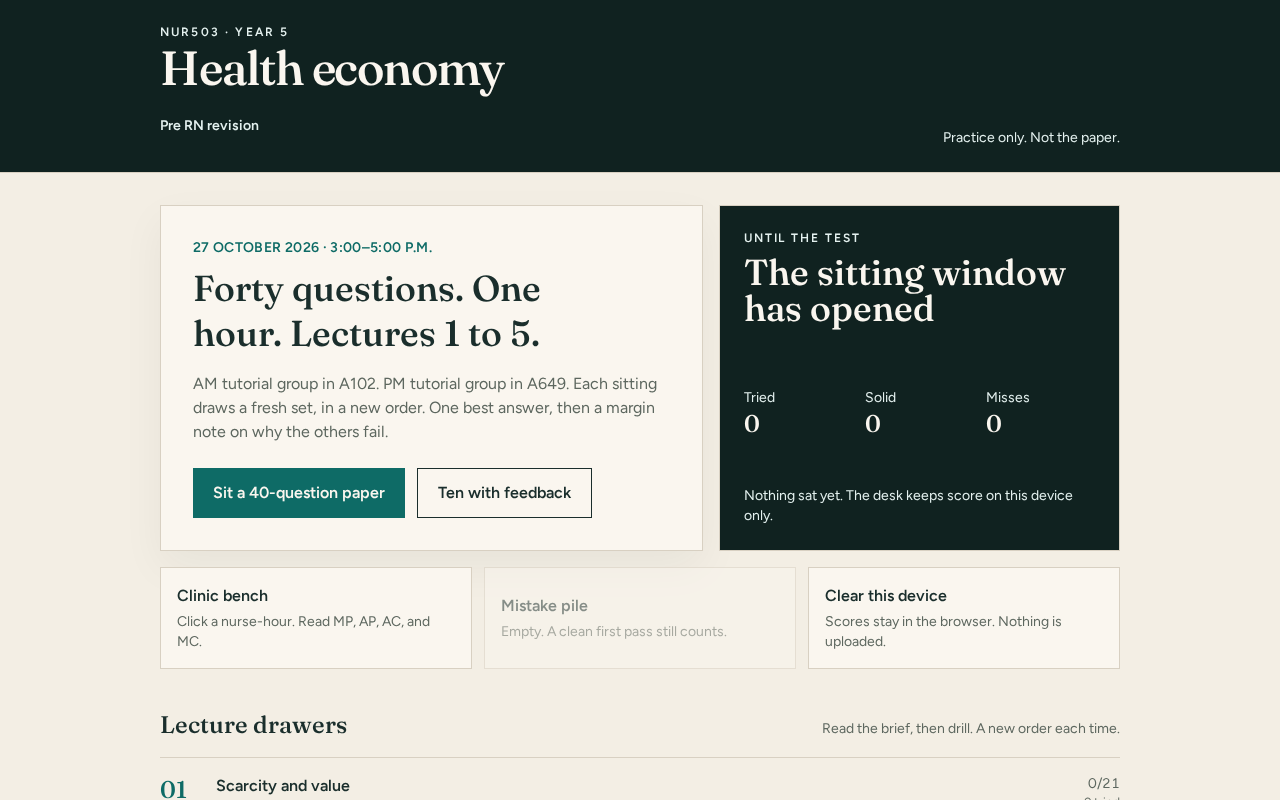 NUR503 · YEAR 5
Health economy
Pre RN revision
Practice only. Not the paper.
27 OCTOBER 2026 · 3:00–5:00 P.M.
Forty questions. One
hour. Lectures 1 to 5.
AM tutorial group in A102. PM tutorial group in A649. Each sitting
draws a fresh set, in a new order. One best answer, then a margin
note on why the others fail.
Sit a 40-question paper
Ten with feedback
UNTIL THE TEST
The sitting window
has opened
Tried
Solid
Misses
0
0
0
Nothing sat yet. The desk keeps score on this device
only.
Clinic bench
Click a nurse-hour. Read MP, AP, AC, and
MC.
Mistake pile
Empty. A clean first pass still counts.
Clear this device
Scores stay in the browser. Nothing is
uploaded.
Lecture drawers
Read the brief, then drill. A new order each time.
01
Scarcity and value
0/21